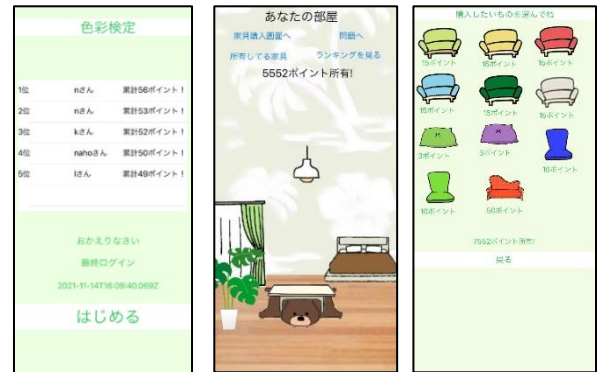 色彩検定
1位 nさん 累計56ポイント！
2位 nさん 累計53ポイント！
3位 kさん 累計52ポイント！
4位 nahoさん 累計50ポイント！
5位 lさん 累計49ポイント！
おかえりなさい
最終ログイン
2021-11-14T16:09:40.069Z
はじめる
あなたの部屋
家具購入画面へ 問題へ
所有してる家具 ランキングを見る
5552ポイント所有!
購入したいものを選んでね
15ポイント 15ポイント 15ポイント
15ポイント 15ポイント 15ポイント
3ポイント 3ポイント 10ポイント
10ポイント 50ポイント
7552ポイント所有!
戻る